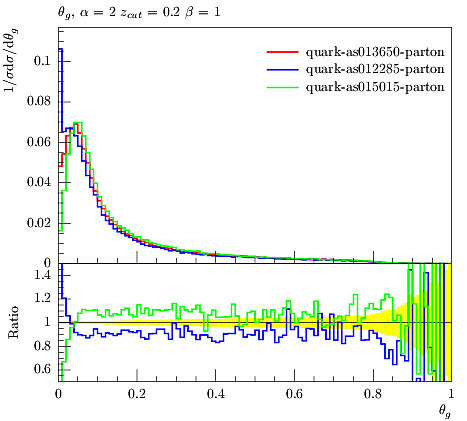 θg, α = 2 zcut = 0.2 β = 1
1/σdσ/dθg
quark-as013650-parton
quark-as012285-parton
quark-as015015-parton
0.1
0.08
0.06
0.04
0.02
0
Ratio
1.4
1.2
1
0.8
0.6
0 0.2 0.4 0.6 0.8 1
θg